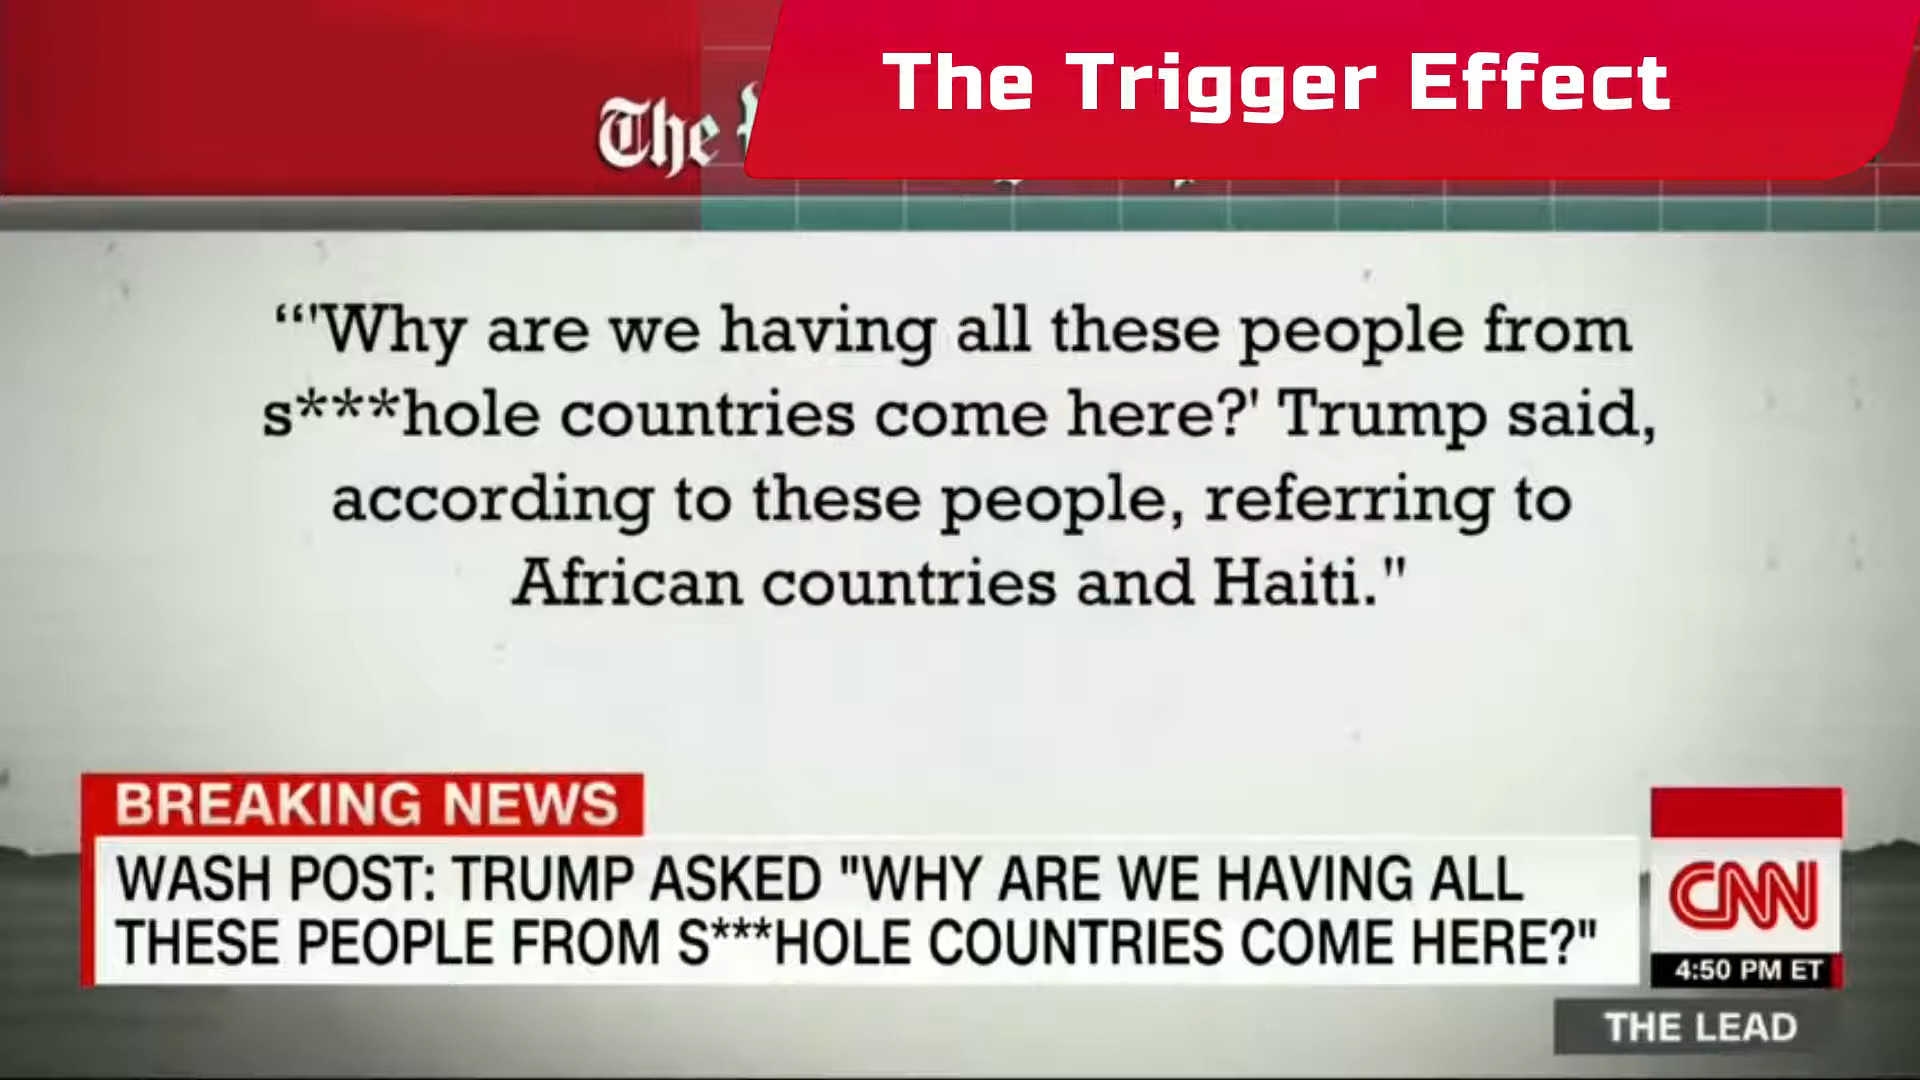 The Trigger Effect
The
“'Why are we having all these people from
s***hole countries come here?' Trump said,
according to these people, referring to
African countries and Haiti."
BREAKING NEWS
WASH POST: TRUMP ASKED "WHY ARE WE HAVING ALL
THESE PEOPLE FROM S***HOLE COUNTRIES COME HERE?"
CNN
4:50 PM ET
THE LEAD